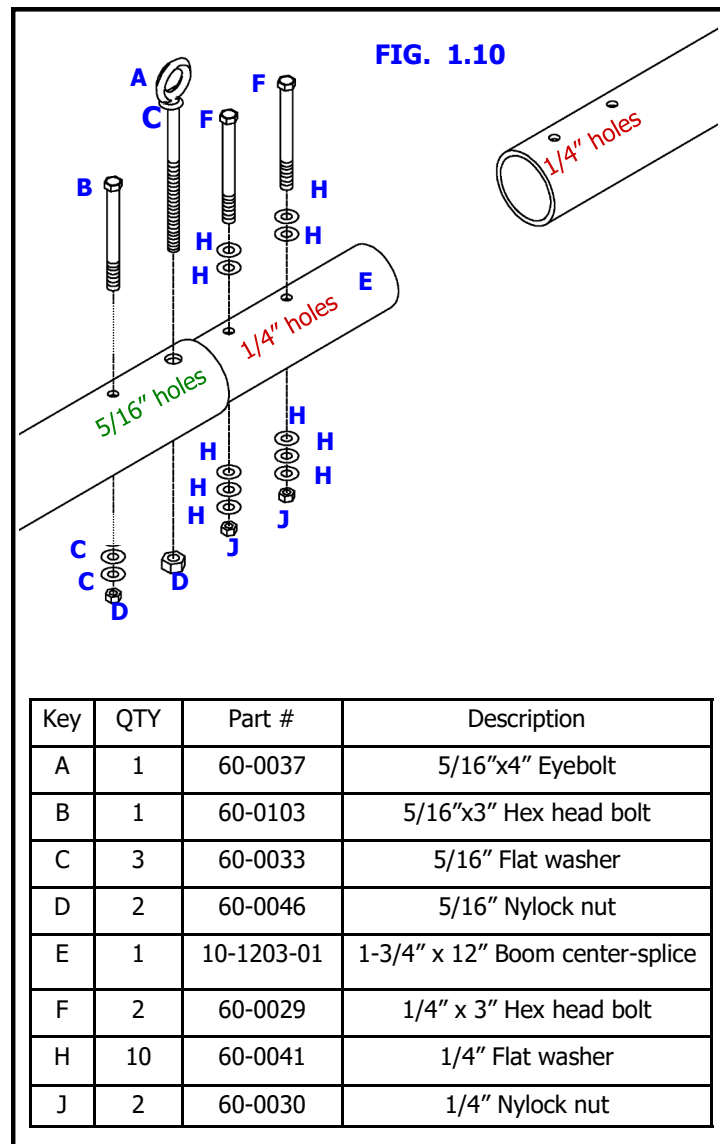 FIG. 1.10
A
F
C
F
B
1/4" holes
H
H
H
H
E
1/4" holes
5/16" holes
H
H
H
H
H
H
J
J
C
C
D
D
Key QTY Part # Description
A 1 60-0037 5/16"x4" Eyebolt
B 1 60-0103 5/16"x3" Hex head bolt
C 3 60-0033 5/16" Flat washer
D 2 60-0046 5/16" Nylock nut
E 1 10-1203-01 1-3/4" x 12" Boom center-splice
F 2 60-0029 1/4" x 3" Hex head bolt
H 10 60-0041 1/4" Flat washer
J 2 60-0030 1/4" Nylock nut